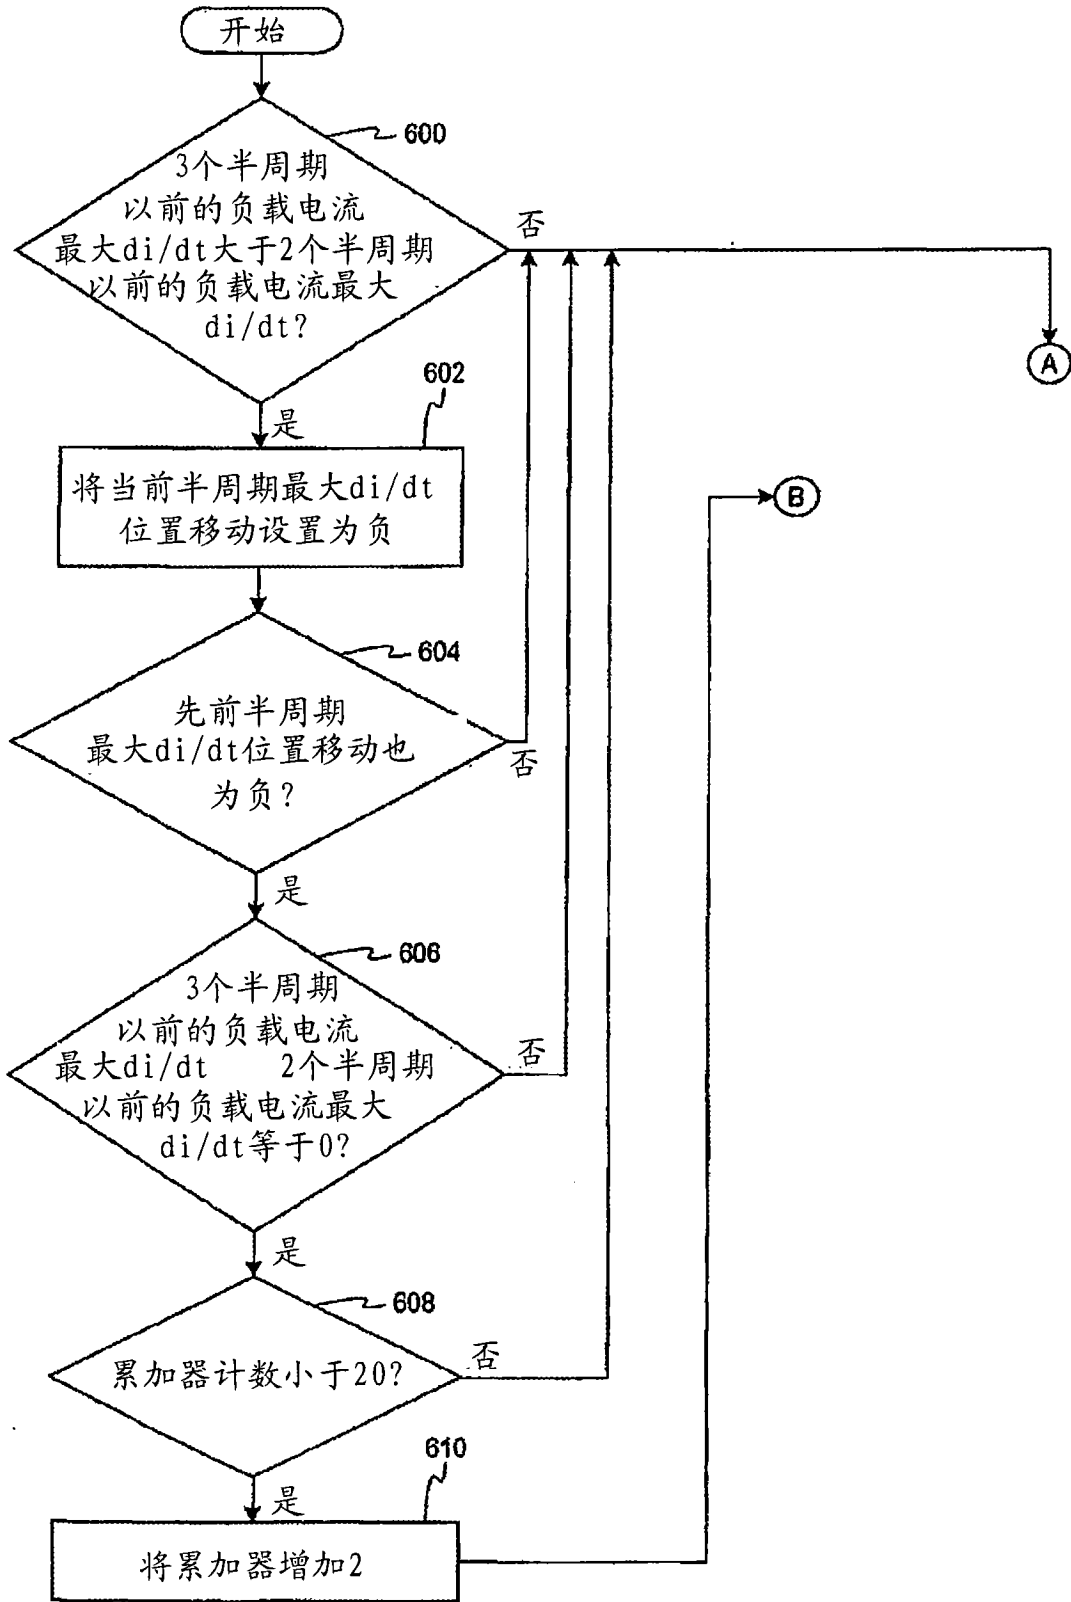 开始
600
3个半周期
以前的负载电流
最大di/dt大于2个半周期
以前的负载电流最大
di/dt?
否
A
602
是
将当前半周期最大di/dt
位置移动设置为负
B
604
先前半周期
最大di/dt位置移动也
为负?
否
是
606
3个半周期
以前的负载电流
最大di/dt 2个半周期
以前的负载电流最大
di/dt等于0?
否
是
608
累加器计数小于20?
否
610
是
将累加器增加2